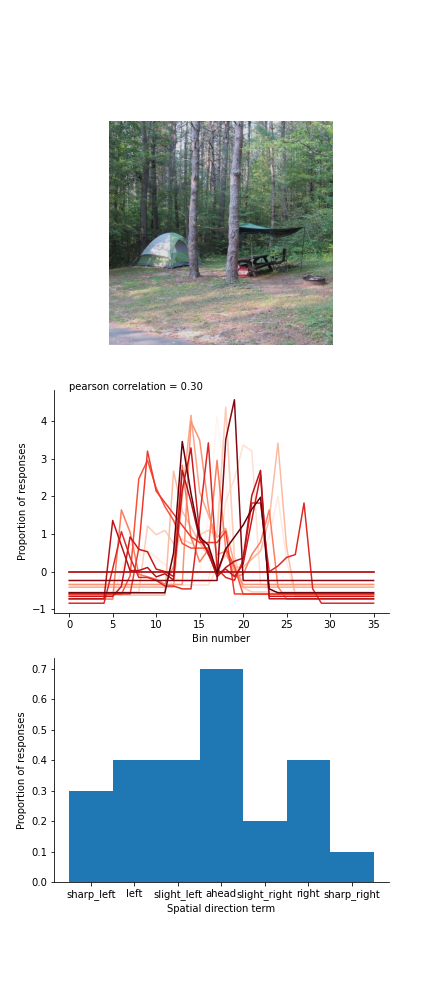 pearson correlation = 0.30
Proportion of responses
4
3
2
1
0
−1
0 5 10 15 20 25 30 35
Bin number
Proportion of responses
0.7
0.6
0.5
0.4
0.3
0.2
0.1
0.0
sharp_left left slight_left ahead slight_right right sharp_right
Spatial direction term